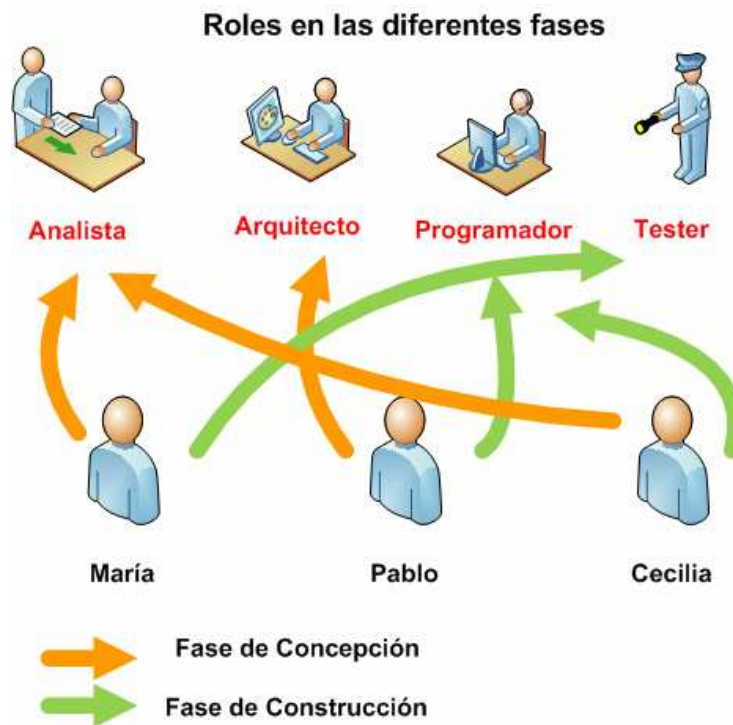 Roles en las diferentes fases
Analista
Arquitecto
Programador
Tester
María
Pablo
Cecilia
Fase de Concepción
Fase de Construcción